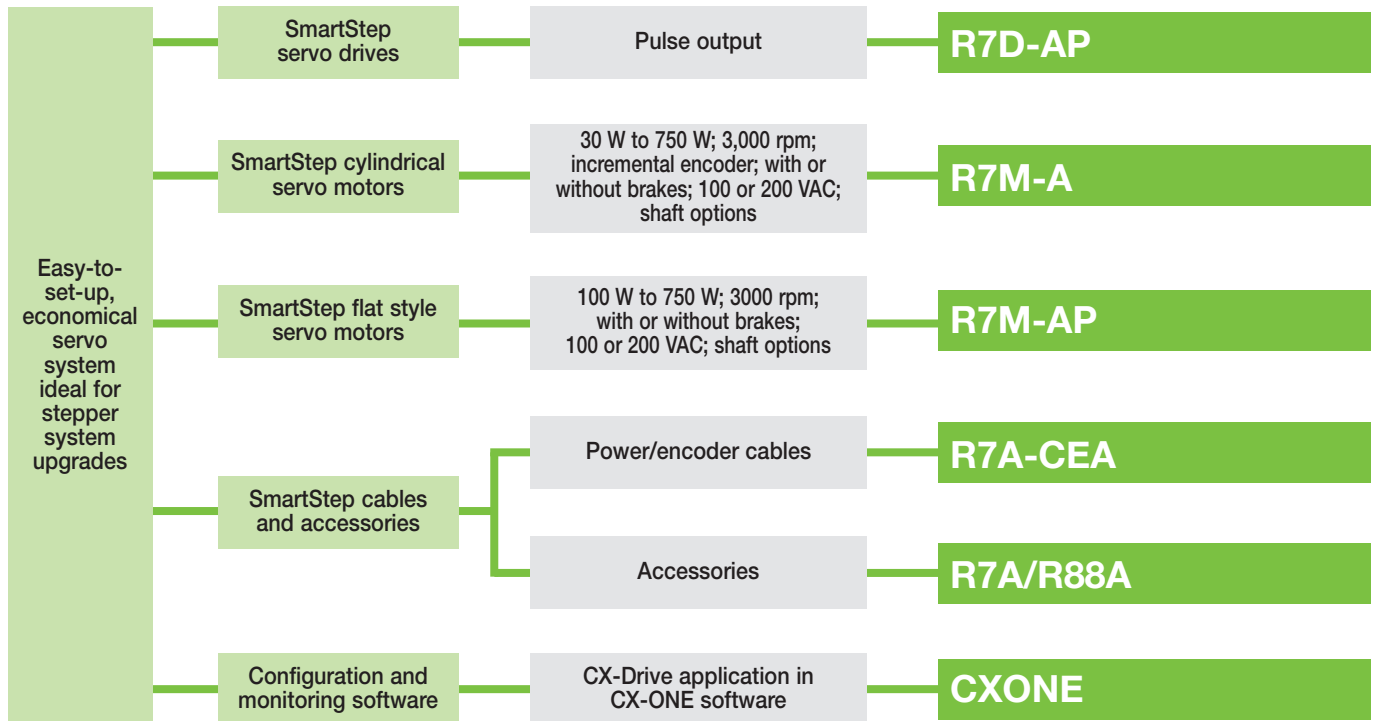 Easy-to-
set-up,
economical
servo
system
ideal for
stepper
system
upgrades
SmartStep
servo drives
Pulse output
R7D-AP
SmartStep cylindrical
servo motors
30 W to 750 W; 3,000 rpm;
incremental encoder; with or
without brakes; 100 or 200 VAC;
shaft options
R7M-A
SmartStep flat style
servo motors
100 W to 750 W; 3000 rpm;
with or without brakes;
100 or 200 VAC; shaft options
R7M-AP
SmartStep cables
and accessories
Power/encoder cables
R7A-CEA
Accessories
R7A/R88A
Configuration and
monitoring software
CX-Drive application in
CX-ONE software
CXONE